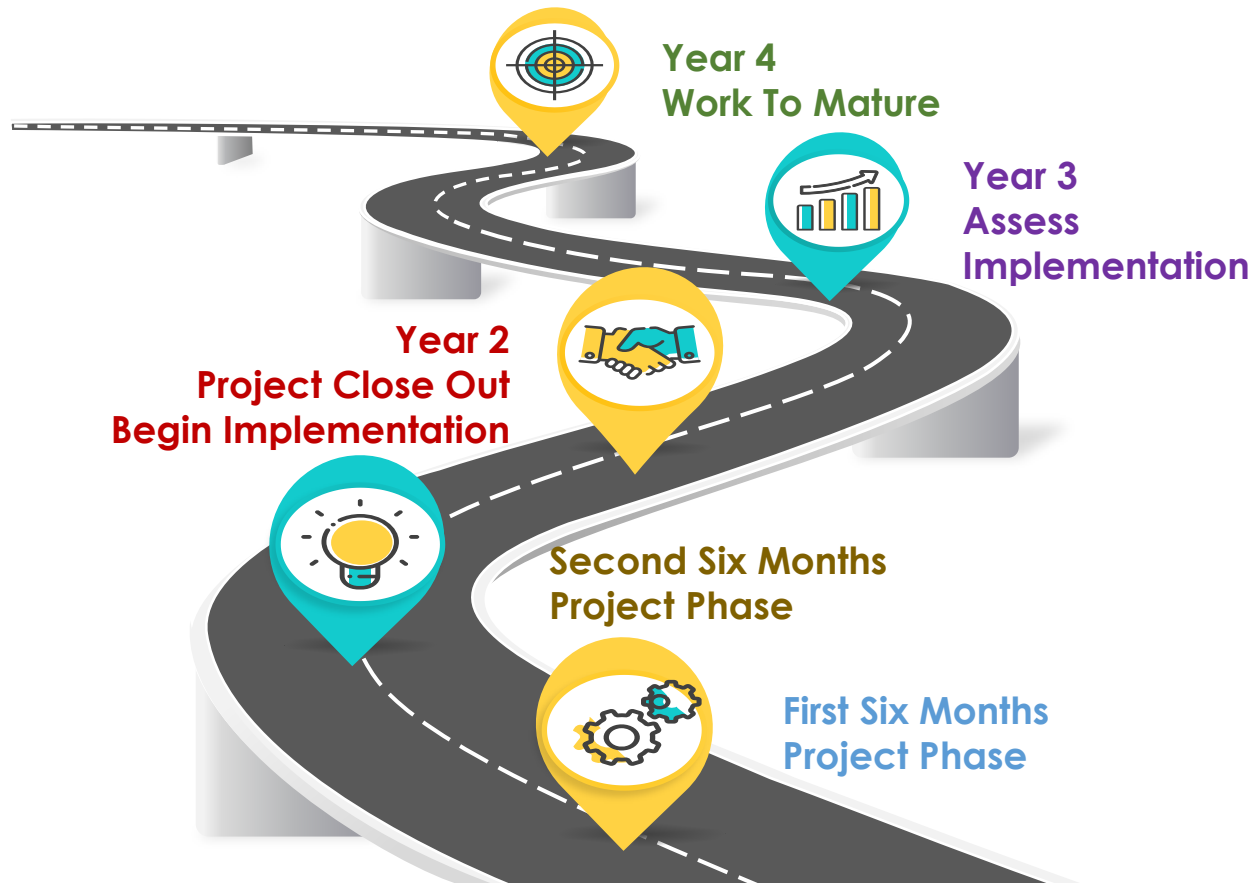 Year 4
Work To Mature
Year 3
Assess
Implementation
Year 2
Project Close Out
Begin Implementation
Second Six Months
Project Phase
First Six Months
Project Phase